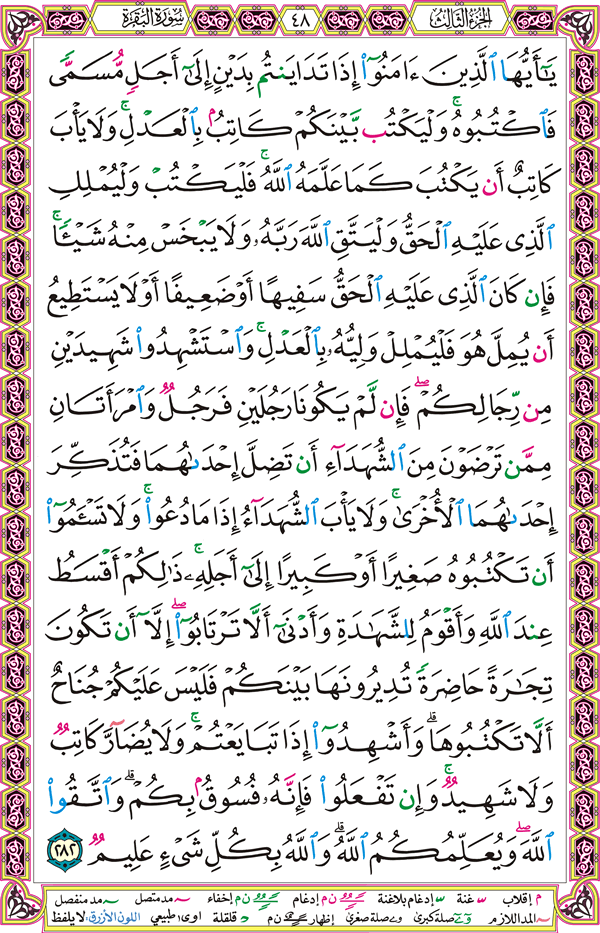 الجزء الثالث
٤٨
سورة البقرة
يَٰٓأَيُّهَا ٱلَّذِينَ ءَامَنُوٓا۟ إِذَا تَدَايَنتُم بِدَيْنٍ إِلَىٰٓ أَجَلٍ مُّسَمًّى
فَٱكْتُبُوهُ ۚ وَلْيَكْتُب بَّيْنَكُمْ كَاتِبٌۢ بِٱلْعَدْلِ ۚ وَلَا يَأْبَ
كَاتِبٌ أَن يَكْتُبَ كَمَا عَلَّمَهُ ٱللَّهُ ۚ فَلْيَكْتُبْ وَلْيُمْلِلِ
ٱلَّذِى عَلَيْهِ ٱلْحَقُّ وَلْيَتَّقِ ٱللَّهَ رَبَّهُۥ وَلَا يَبْخَسْ مِنْهُ شَيْـًٔا ۚ
فَإِن كَانَ ٱلَّذِى عَلَيْهِ ٱلْحَقُّ سَفِيهًا أَوْ ضَعِيفًا أَوْ لَا يَسْتَطِيعُ
أَن يُمِلَّ هُوَ فَلْيُمْلِلْ وَلِيُّهُۥ بِٱلْعَدْلِ ۚ وَٱسْتَشْهِدُوا۟ شَهِيدَيْنِ
مِن رِّجَالِكُمْ ۖ فَإِن لَّمْ يَكُونَا رَجُلَيْنِ فَرَجُلٌ وَٱمْرَأَتَانِ
مِمَّن تَرْضَوْنَ مِنَ ٱلشُّهَدَآءِ أَن تَضِلَّ إِحْدَىٰهُمَا فَتُذَكِّرَ
إِحْدَىٰهُمَا ٱلْأُخْرَىٰ ۚ وَلَا يَأْبَ ٱلشُّهَدَآءُ إِذَا مَا دُعُوا۟ ۚ وَلَا تَسْـَٔمُوٓا۟
أَن تَكْتُبُوهُ صَغِيرًا أَوْ كَبِيرًا إِلَىٰٓ أَجَلِهِۦ ۚ ذَٰلِكُمْ أَقْسَطُ
عِندَ ٱللَّهِ وَأَقْوَمُ لِلشَّهَٰدَةِ وَأَدْنَىٰٓ أَلَّا تَرْتَابُوٓا۟ ۖ إِلَّآ أَن تَكُونَ
تِجَٰرَةً حَاضِرَةً تُدِيرُونَهَا بَيْنَكُمْ فَلَيْسَ عَلَيْكُمْ جُنَاحٌ
أَلَّا تَكْتُبُوهَا ۗ وَأَشْهِدُوٓا۟ إِذَا تَبَايَعْتُمْ ۚ وَلَا يُضَآرَّ كَاتِبٌ
وَلَا شَهِيدٌ ۚ وَإِن تَفْعَلُوا۟ فَإِنَّهُۥ فُسُوقٌۢ بِكُمْ ۗ وَٱتَّقُوا۟
ٱللَّهَ ۖ وَيُعَلِّمُكُمُ ٱللَّهُ ۗ وَٱللَّهُ بِكُلِّ شَىْءٍ عَلِيمٌ ٢٨٢
م إقلاب س غنة س إدغام بلاغنة ن م إدغام ن م إخفاء ~ مد متصل ~ مد منفصل
~ المد اللازم صلة كبرى صلة صغرى إظهار ن م قلقلة اوى طبيعي اللون الأزرق: لا يلفظ